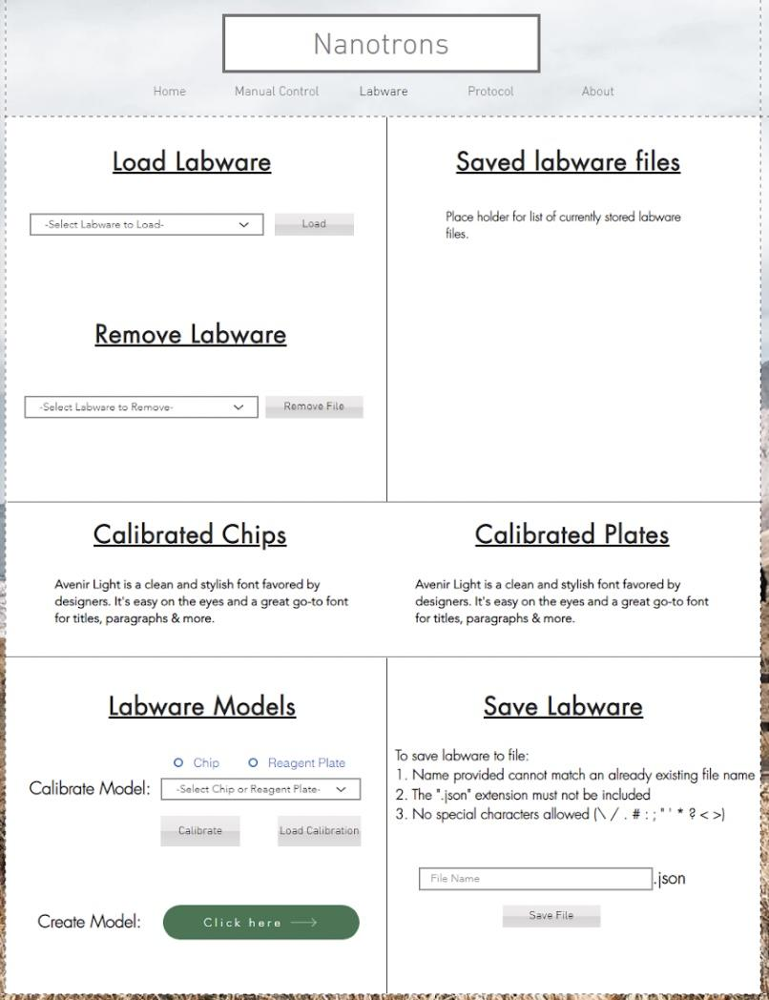 Nanotrons
Home Manual Control Labware Protocol About
Load Labware
-Select Labware to Load- Load
Remove Labware
-Select Labware to Remove- Remove File
Saved labware files
Place holder for list of currently stored labware
files.
Calibrated Chips
Avenir Light is a clean and stylish font favored by
designers. It's easy on the eyes and a great go-to font
for titles, paragraphs & more.
Calibrated Plates
Avenir Light is a clean and stylish font favored by
designers. It's easy on the eyes and a great go-to font
for titles, paragraphs & more.
Labware Models
Chip Reagent Plate
Calibrate Model: -Select Chip or Reagent Plate-
Calibrate Load Calibration
Create Model: Click here
Save Labware
To save labware to file:
1. Name provided cannot match an already existing file name
2. The ".json" extension must not be included
3. No special characters allowed (\ / . # : ; " ' * ? < >)
File Name .json
Save File